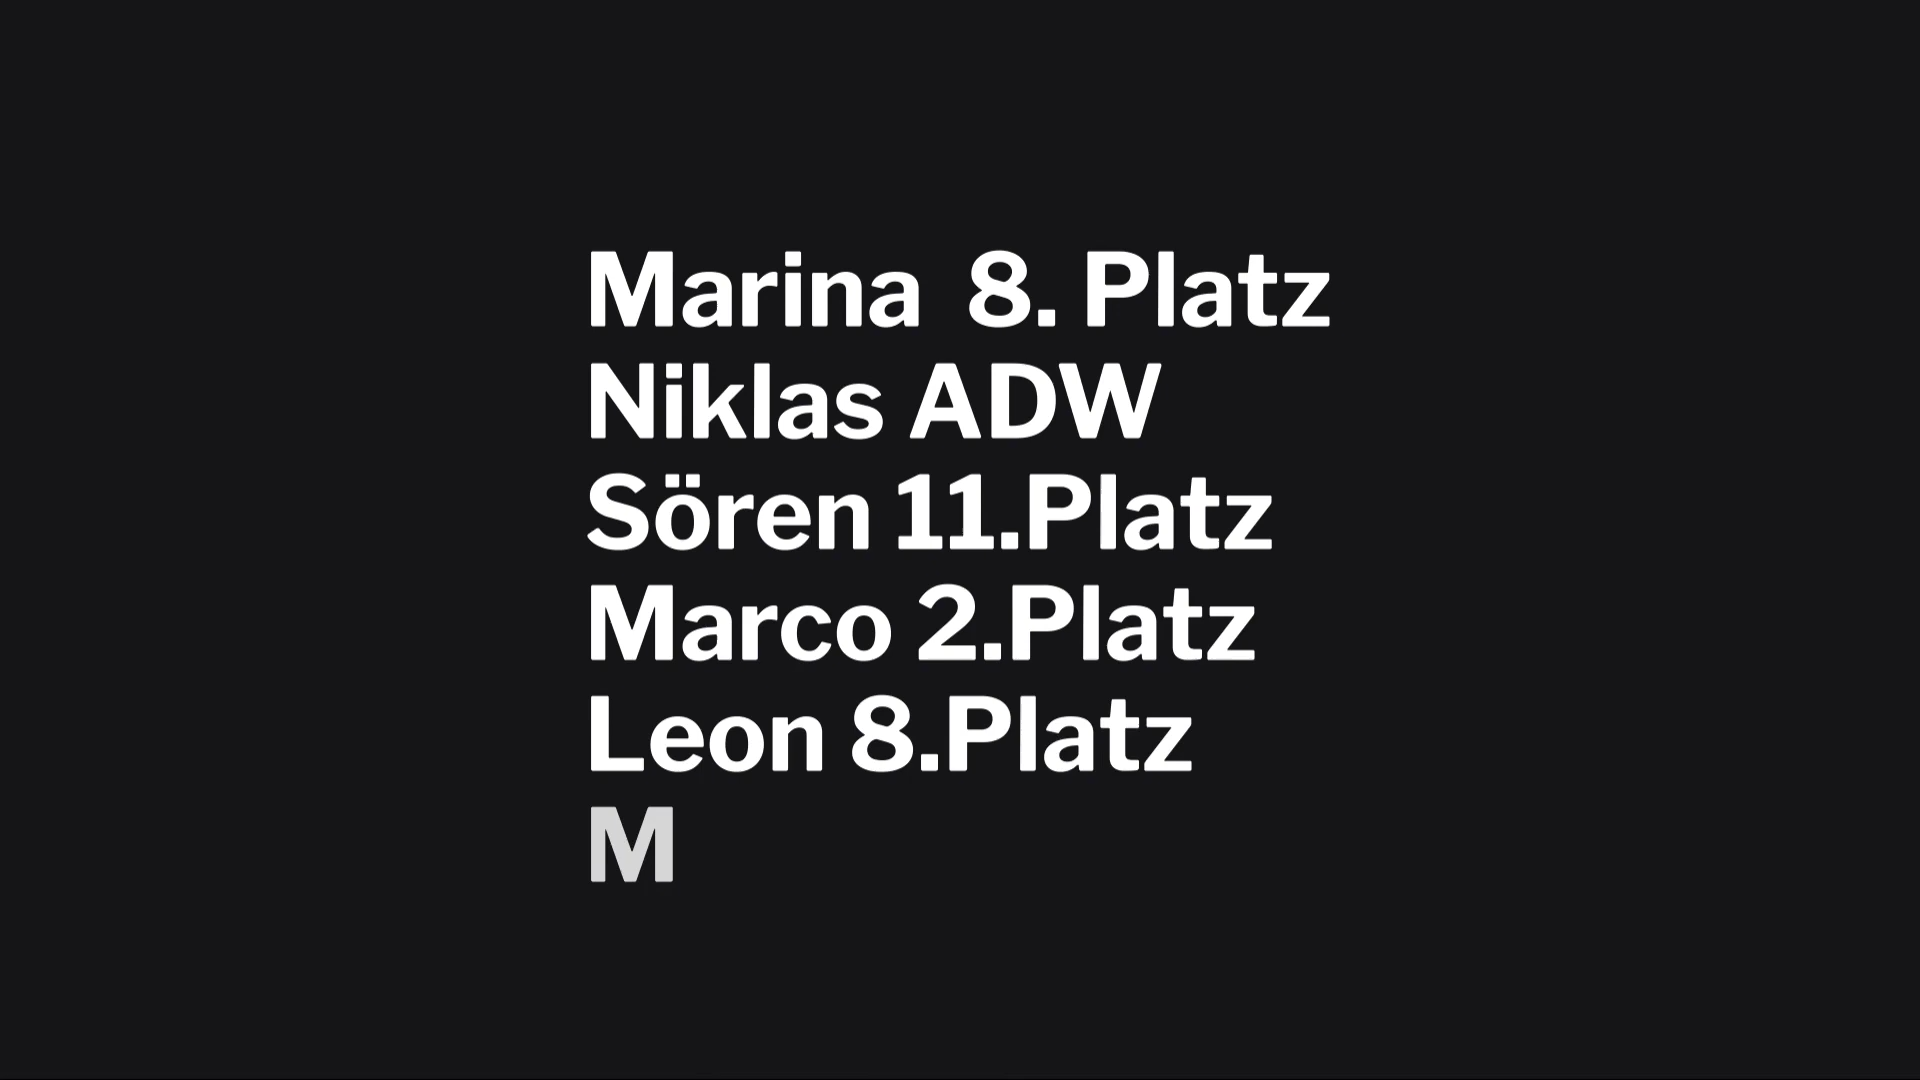 Marina  8. Platz
Niklas ADW
Sören 11.Platz
Marco 2.Platz
Leon 8.Platz
M